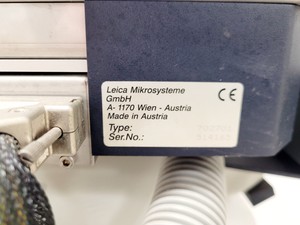 Leica Mikrosysteme
GmbH
A- 1170 Wien - Austria
Made in Austria
Type:
Ser.No.:
CE